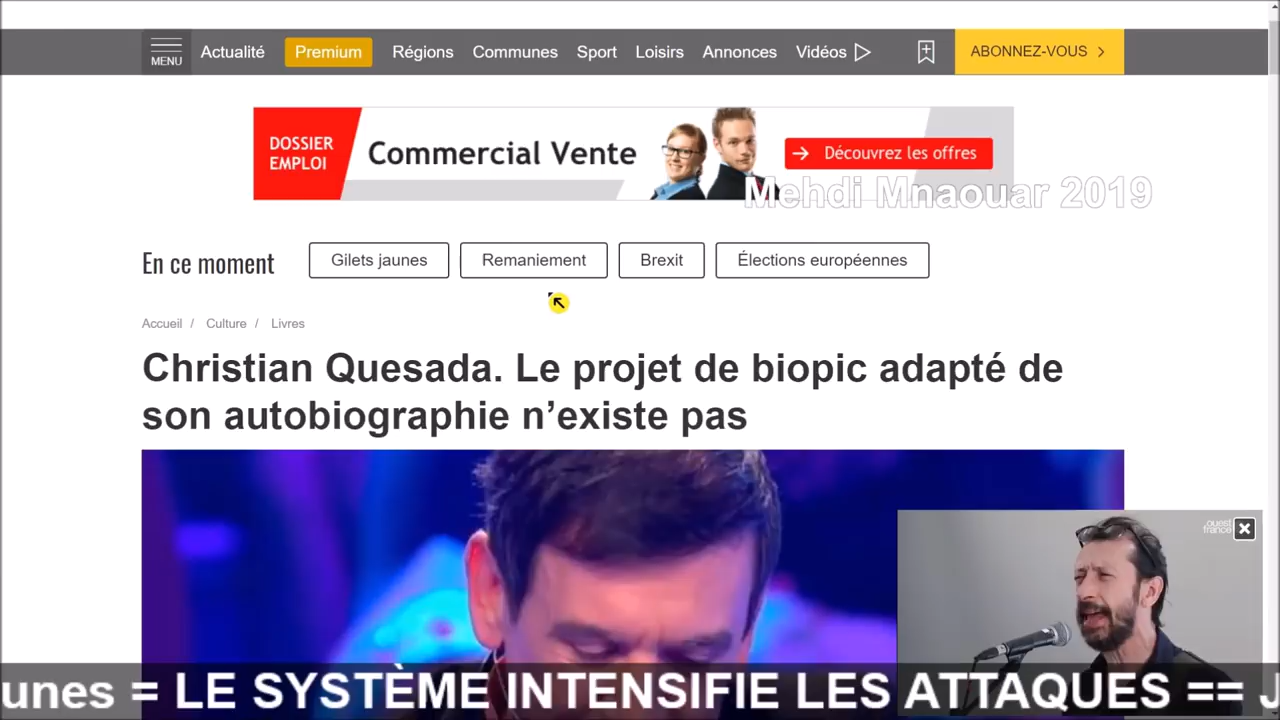 MENU
Actualité
Premium
Régions
Communes
Sport
Loisirs
Annonces
Vidéos
ABONNEZ-VOUS
DOSSIER
EMPLOI
Commercial Vente
Découvrez les offres
Mehdi Mnaouar 2019
En ce moment
Gilets jaunes
Remaniement
Brexit
Élections européennes
Accueil / Culture / Livres
Christian Quesada. Le projet de biopic adapté de
son autobiographie n’existe pas
ouest
france
unes = LE SYSTÈME INTENSIFIE LES ATTAQUES == J